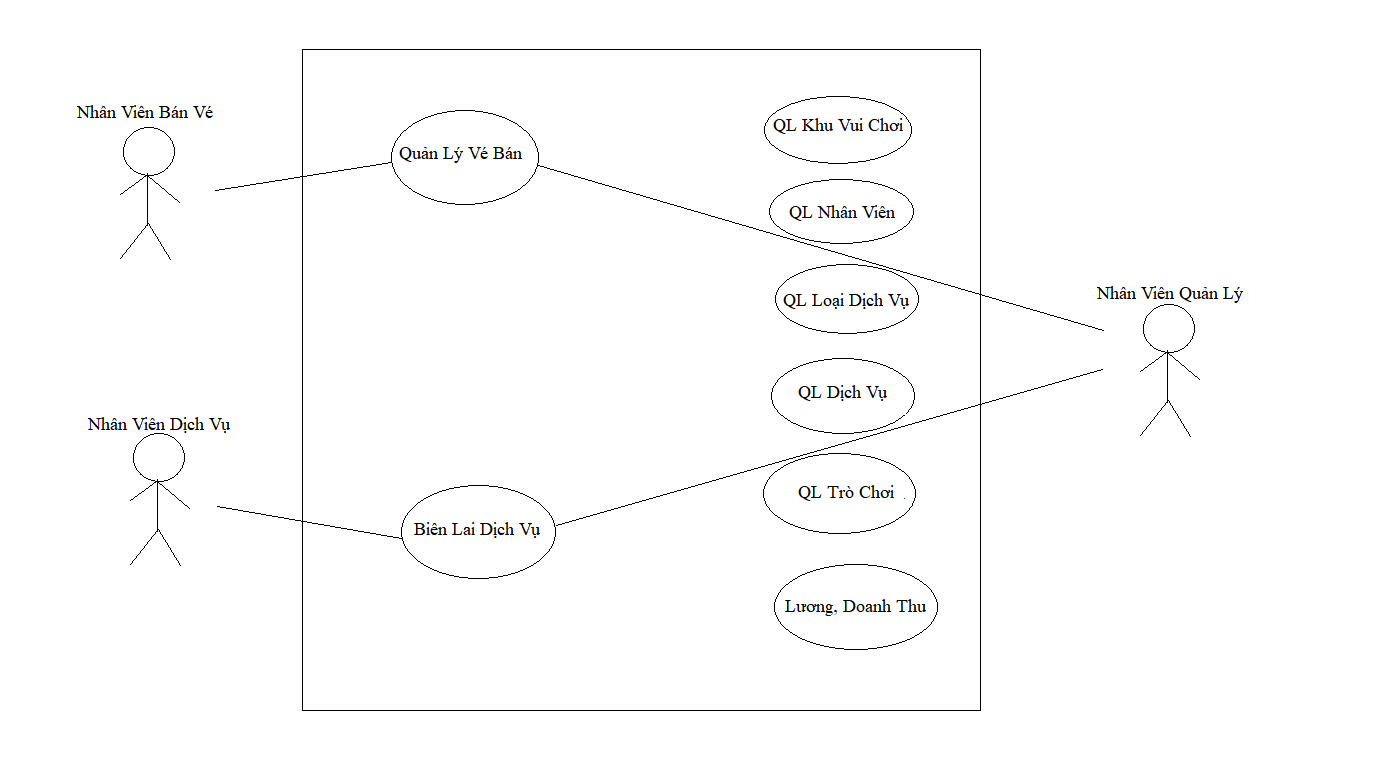 Nhân Viên Bán Vé
Quản Lý Vé Bán
QL Khu Vui Chơi
QL Nhân Viên
QL Loại Dịch Vụ
Nhân Viên Quản Lý
QL Dịch Vụ
Nhân Viên Dịch Vụ
QL Trò Chơi
Biên Lai Dịch Vụ
Lương, Doanh Thu